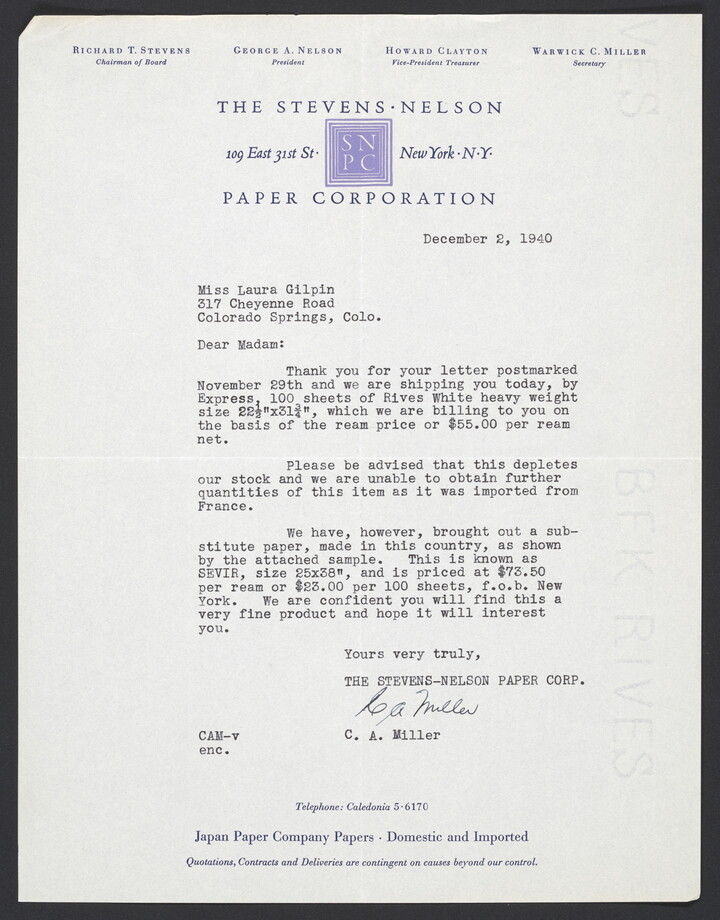 RICHARD T. STEVENS GEORGE A. NELSON HOWARD CLAYTON WARWICK C. MILLER
Chairman of Board President Vice-President Treasurer Secretary
THE STEVENS·NELSON
109 East 31st St· SN PC New York·N·Y·
PAPER CORPORATION
December 2, 1940
Miss Laura Gilpin
317 Cheyenne Road
Colorado Springs, Colo.
Dear Madam:
Thank you for your letter postmarked
November 29th and we are shipping you today, by
Express, 100 sheets of Rives White heavy weight
size 22½"x31¾", which we are billing to you on
the basis of the ream price or $55.00 per ream
net.
Please be advised that this depletes
our stock and we are unable to obtain further
quantities of this item as it was imported from
France.
We have, however, brought out a sub-
stitute paper, made in this country, as shown
by the attached sample. This is known as
SEVIR, size 25x38", and is priced at $73.50
per ream or $23.00 per 100 sheets, f.o.b. New
York. We are confident you will find this a
very fine product and hope it will interest
you.
Yours very truly,
THE STEVENS-NELSON PAPER CORP.
C A Miller
CAM-v C. A. Miller
enc.
Telephone: Caledonia 5-6170
Japan Paper Company Papers · Domestic and Imported
Quotations, Contracts and Deliveries are contingent on causes beyond our control.
VES
BFK RIVES